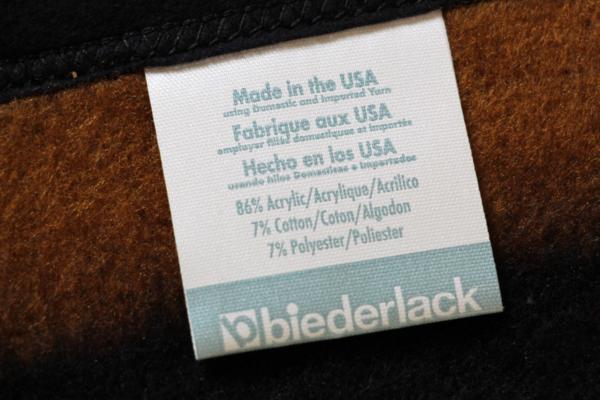 Made in the USA
using Domestic and Imported Yarn
Fabrique aux USA
employer filés domestiques et importés
Hecho en los USA
usando hilos Domesticos e Importados
86% Acrylic/Acrylique/Acrilico
7% Cotton/Coton/Algodon
7% Polyester/Poliester
biederlack